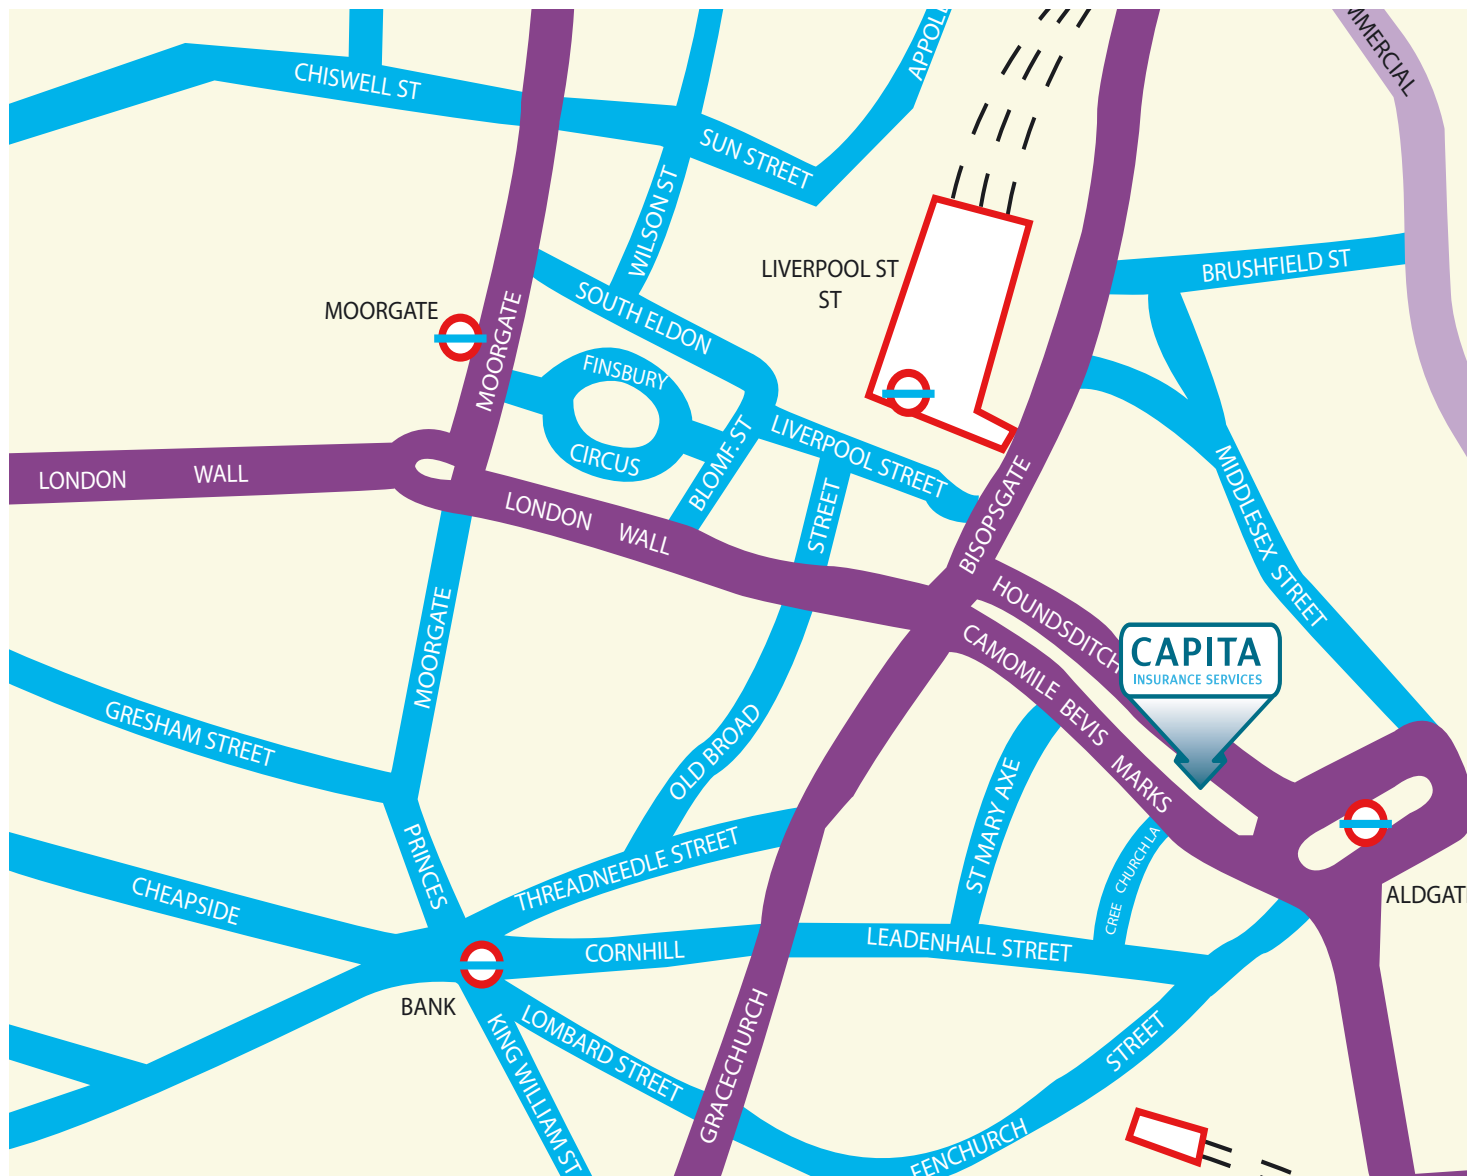 APPOL
MMERCIAL
CHISWELL ST
SUN STREET
WILSON ST
LIVERPOOL ST
ST
BRUSHFIELD ST
MOORGATE
SOUTH ELDON
MOORGATE
FINSBURY
CIRCUS
BLOMF. ST
LIVERPOOL STREET
LONDON WALL
LONDON WALL
STREET
BISOPSGATE
MIDDLESEX STREET
HOUNDSDITCH
CAMOMILE
BEVIS MARKS
CAPITA
INSURANCE SERVICES
MOORGATE
GRESHAM STREET
OLD BROAD
ST MARY AXE
PRINCES
THREADNEEDLE STREET
CREE CHURCH LA
CHEAPSIDE
ALDGAT
CORNHILL
LEADENHALL STREET
BANK
KING WILLIAM ST
LOMBARD STREET
GRACECHURCH
FENCHURCH
STREET